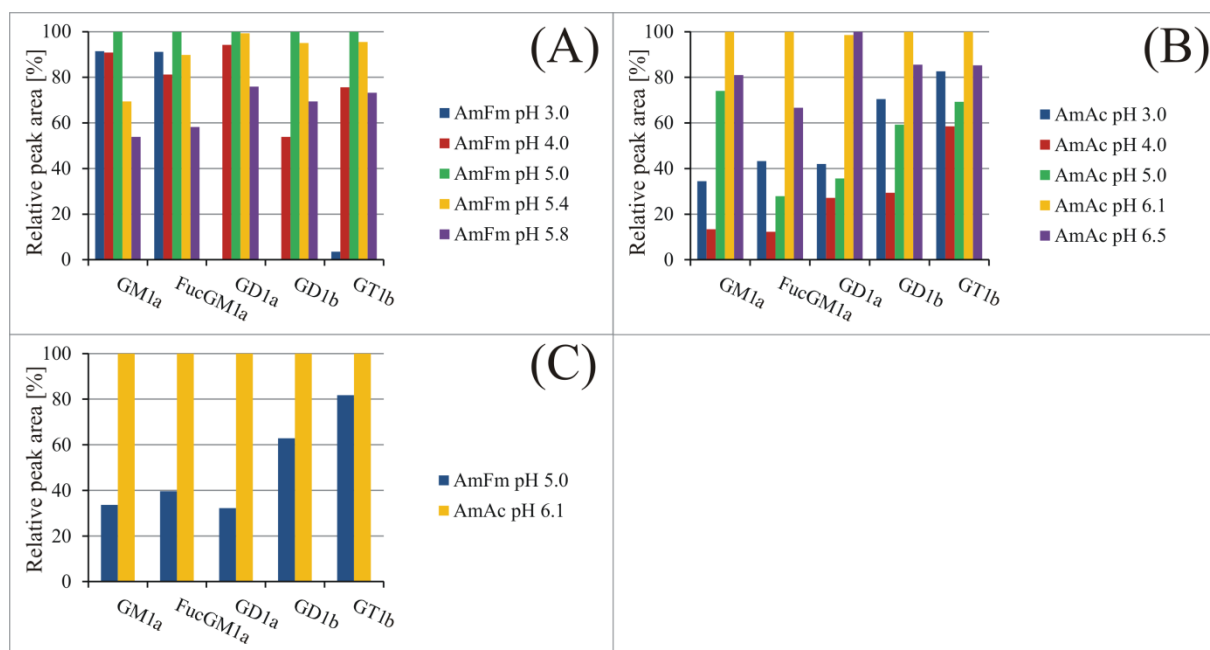 (A)
Relative peak area [%]
100
80
60
40
20
0
GM1a
FucGM1a
GD1a
GD1b
GT1b
AmFm pH 3.0
AmFm pH 4.0
AmFm pH 5.0
AmFm pH 5.4
AmFm pH 5.8
(B)
Relative peak area [%]
100
80
60
40
20
0
GM1a
FucGM1a
GD1a
GD1b
GT1b
AmAc pH 3.0
AmAc pH 4.0
AmAc pH 5.0
AmAc pH 6.1
AmAc pH 6.5
(C)
Relative peak area [%]
100
80
60
40
20
0
GM1a
FucGM1a
GD1a
GD1b
GT1b
AmFm pH 5.0
AmAc pH 6.1